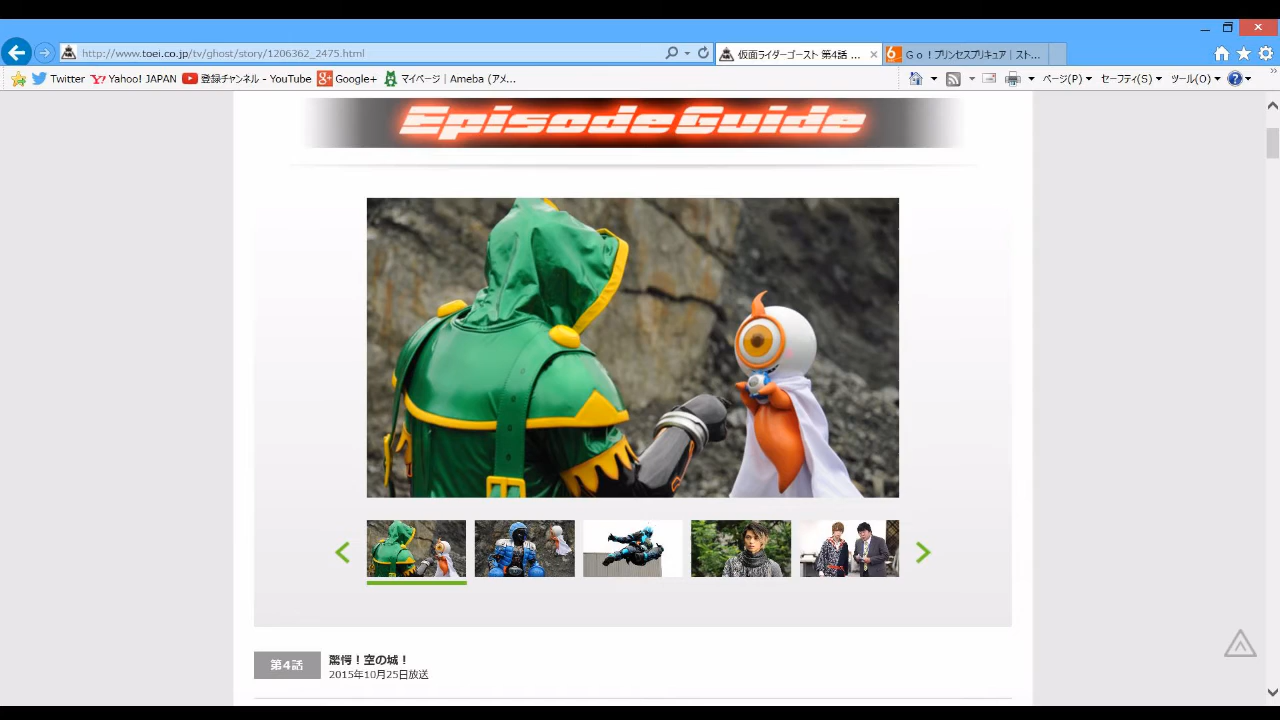 http://www.toei.co.jp/tv/ghost/story/1206362_2475.html
仮面ライダーゴースト 第4話 ...
Ｇｏ！プリンセスプリキュア｜スト...
Twitter
Yahoo! JAPAN
登録チャンネル - YouTube
Google+
マイページ｜Ameba (アメ...
ページ(P)
セーフティ(S)
ツール(O)
Episode Guide
第4話
驚愕！空の城！
2015年10月25日放送